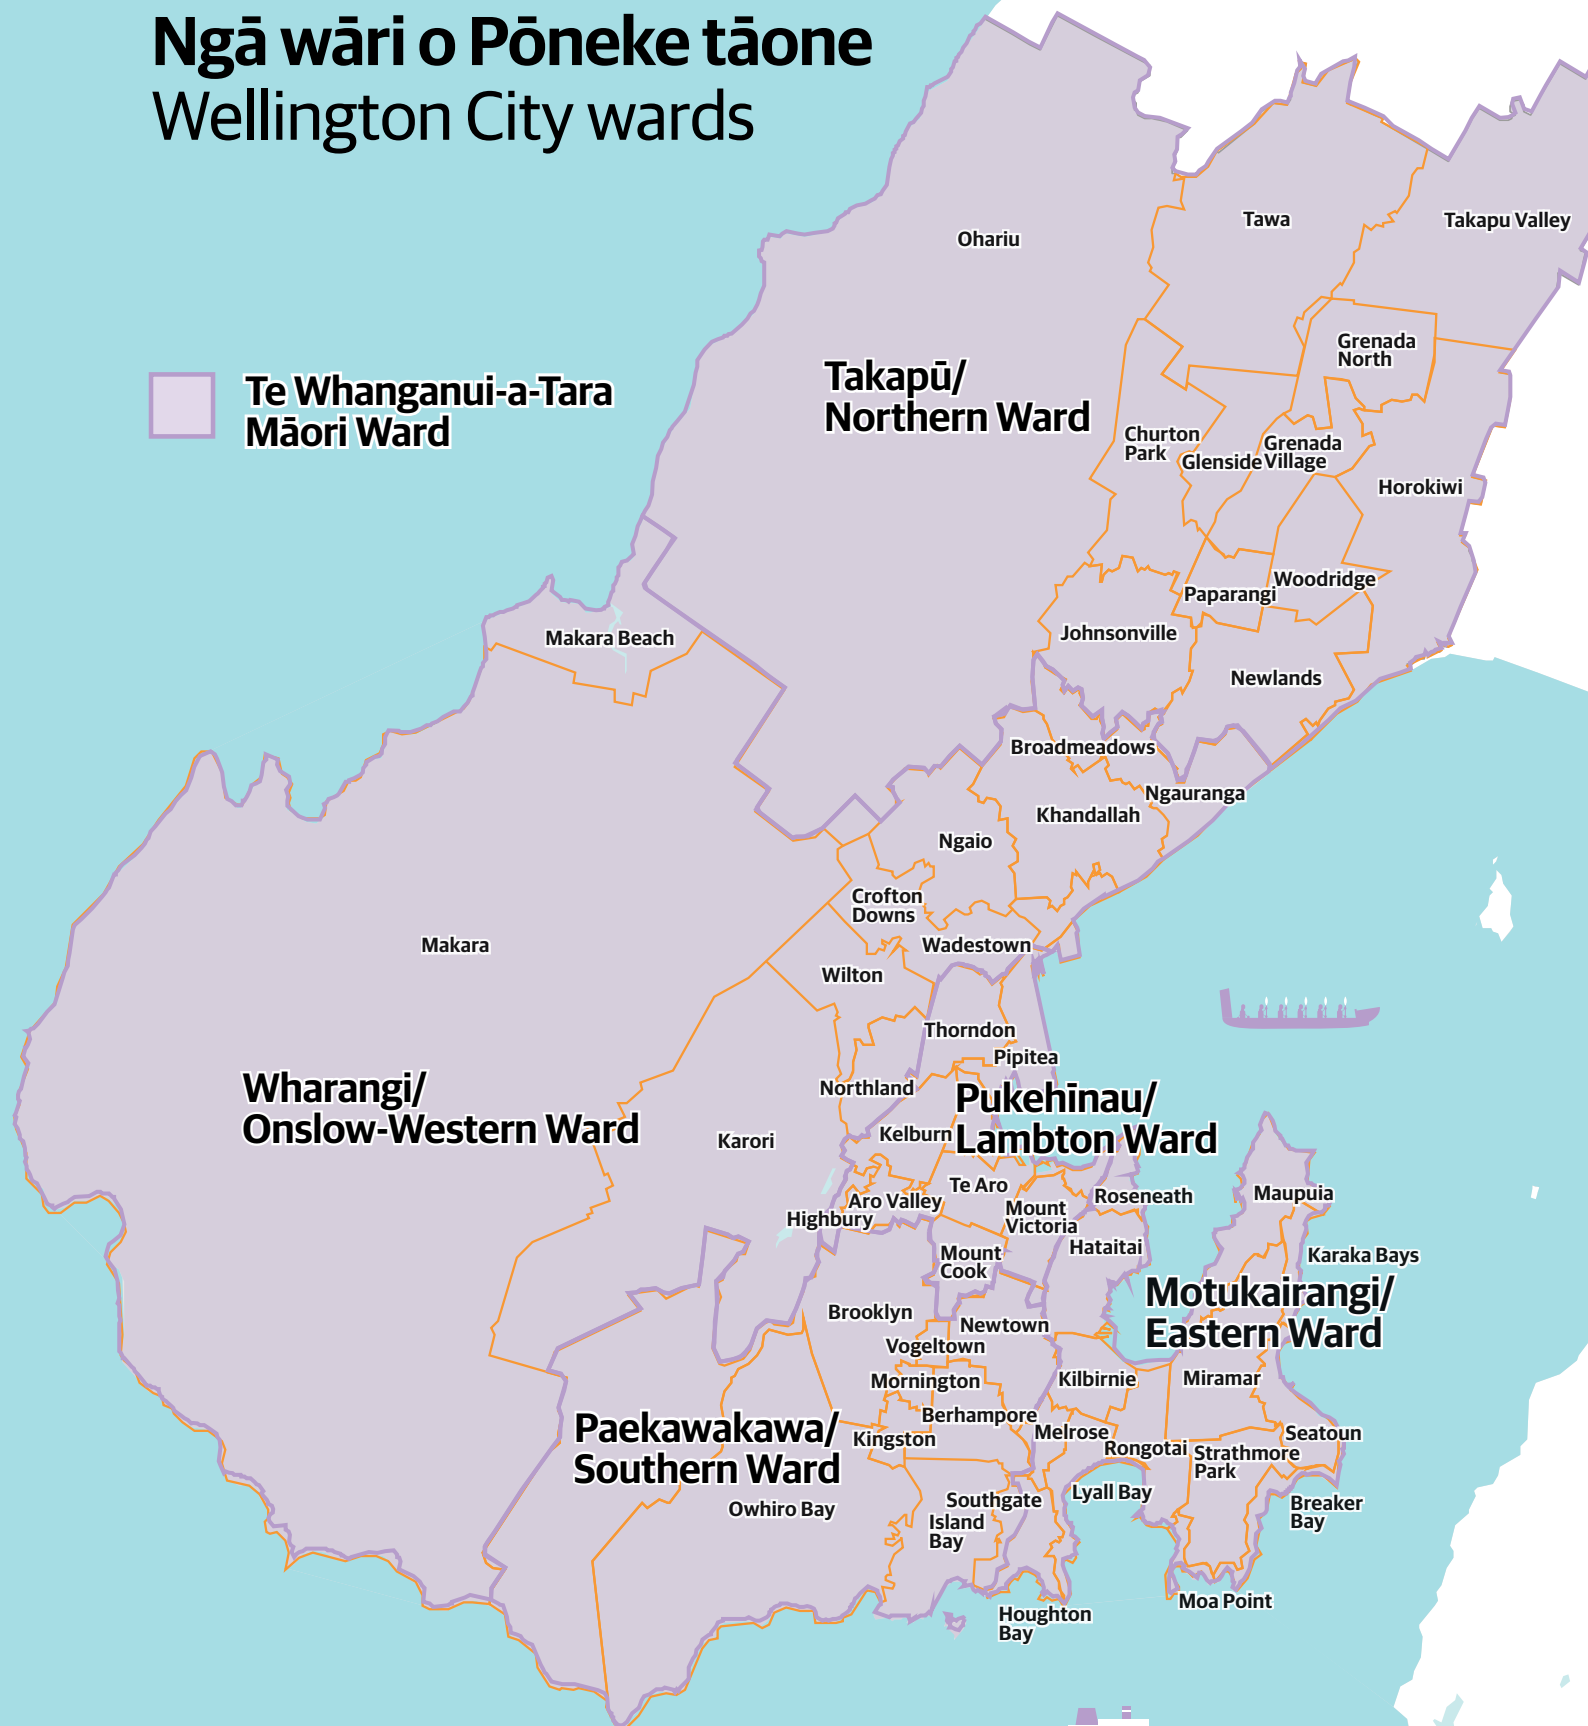 Ngā wāri o Pōneke tāone
Wellington City wards
Te Whanganui-a-Tara
Māori Ward
Ohariu
Tawa
Takapu Valley
Takapū/
Northern Ward
Grenada
North
Churton
Park
Glenside
Grenada
Village
Horokiwi
Woodridge
Paparangi
Johnsonville
Newlands
Makara Beach
Broadmeadows
Ngauranga
Khandallah
Ngaio
Crofton
Downs
Wadestown
Makara
Wilton
Thorndon
Pipitea
Wharangi/
Onslow-Western Ward
Northland
Pukehīnau/
Lambton Ward
Karori
Kelburn
Te Aro
Aro Valley
Highbury
Mount
Victoria
Roseneath
Maupuia
Hataitai
Karaka Bays
Mount
Cook
Motukairangi/
Eastern Ward
Brooklyn
Newtown
Vogeltown
Mornington
Kilbirnie
Miramar
Berhampore
Paekawakawa/
Southern Ward
Kingston
Melrose
Rongotai
Seatoun
Strathmore
Park
Owhiro Bay
Southgate
Lyall Bay
Breaker
Bay
Island
Bay
Moa Point
Houghton
Bay